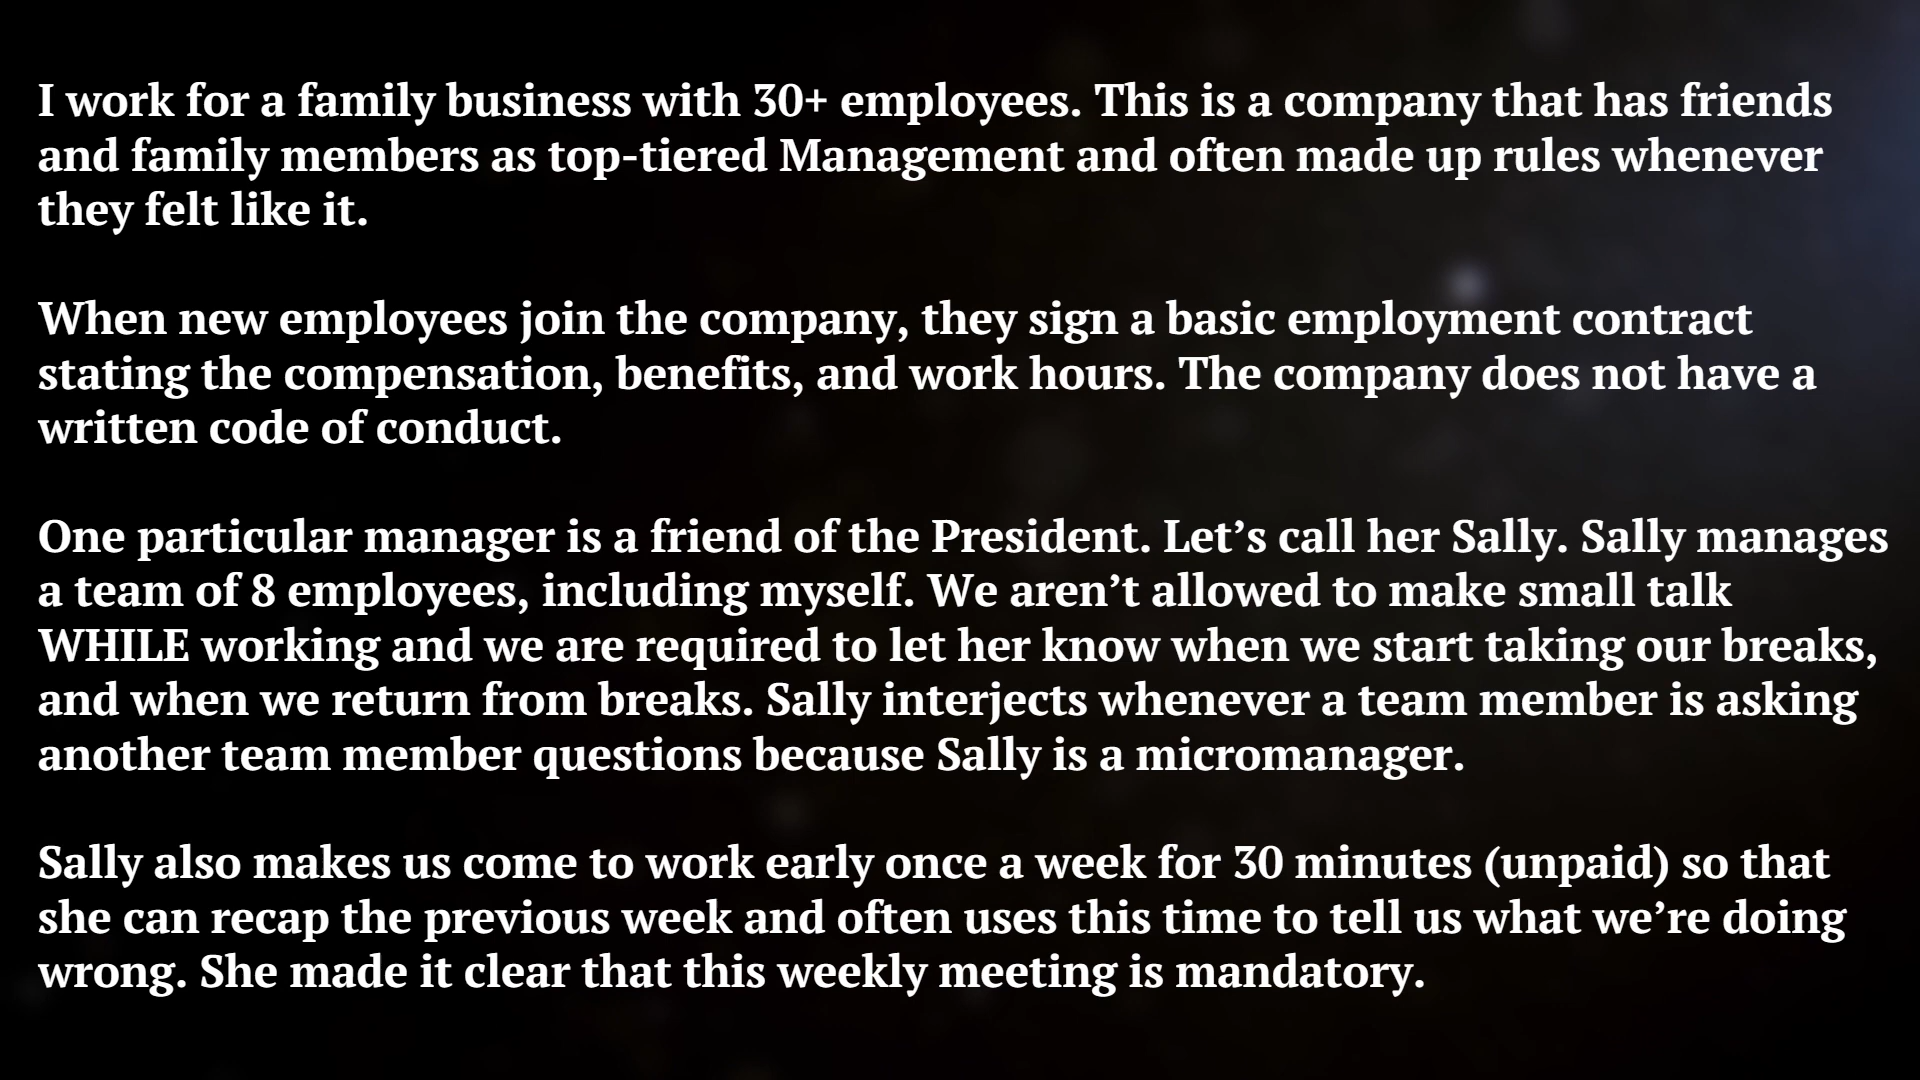 I work for a family business with 30+ employees. This is a company that has friends
and family members as top-tiered Management and often made up rules whenever
they felt like it.
When new employees join the company, they sign a basic employment contract
stating the compensation, benefits, and work hours. The company does not have a
written code of conduct.
One particular manager is a friend of the President. Let’s call her Sally. Sally manages
a team of 8 employees, including myself. We aren’t allowed to make small talk
WHILE working and we are required to let her know when we start taking our breaks,
and when we return from breaks. Sally interjects whenever a team member is asking
another team member questions because Sally is a micromanager.
Sally also makes us come to work early once a week for 30 minutes (unpaid) so that
she can recap the previous week and often uses this time to tell us what we’re doing
wrong. She made it clear that this weekly meeting is mandatory.